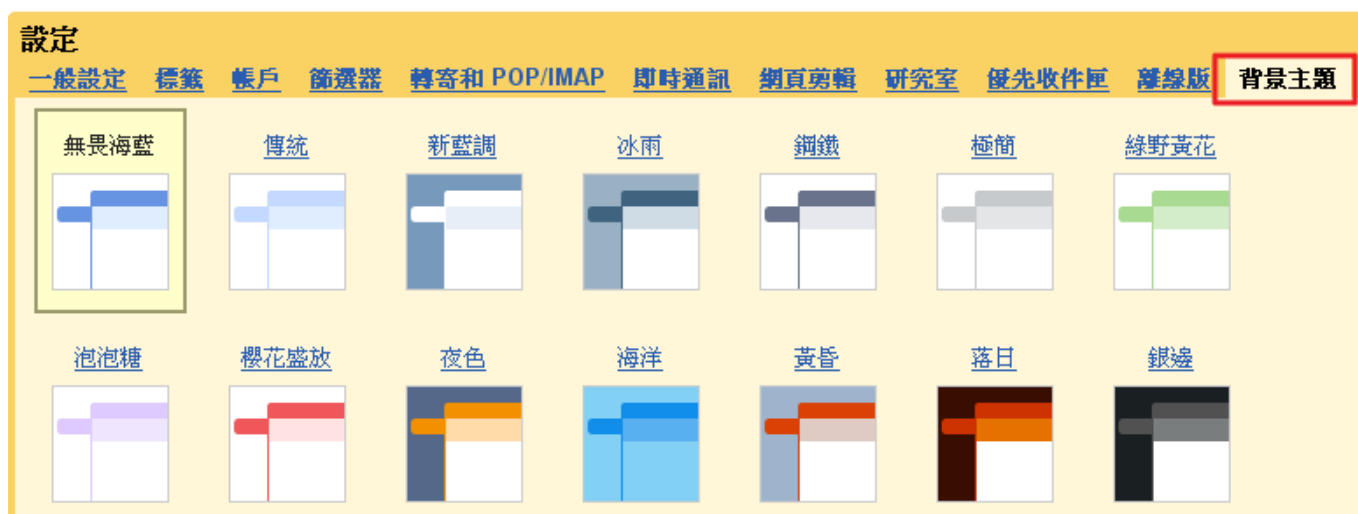 設定
一般設定 標籤 帳戶 篩選器 轉寄和 POP/IMAP 即時通訊 網頁剪輯 研究室 優先收件匣 離線版 背景主題
無畏海藍 傳統 新藍調 冰雨 鋼鐵 極簡 綠野黃花
泡泡糖 櫻花盛放 夜色 海洋 黃昏 落日 銀邊